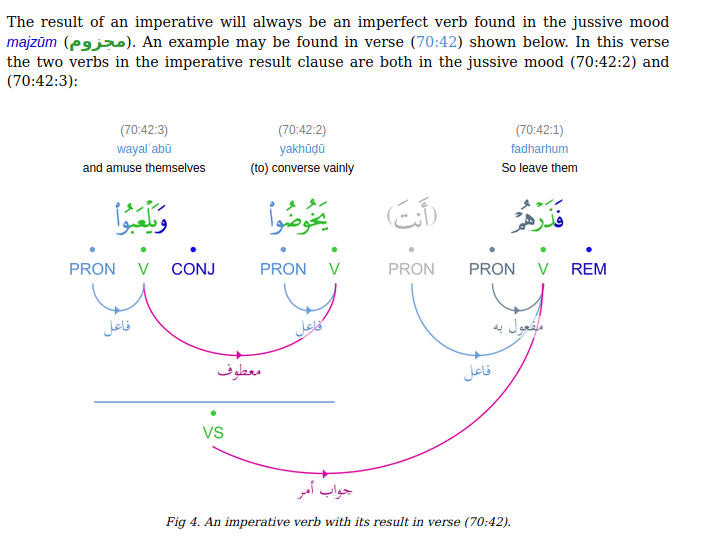 The result of an imperative will always be an imperfect verb found in the jussive mood
majzūm (مجزوم). An example may be found in verse (70:42) shown below. In this verse
the two verbs in the imperative result clause are both in the jussive mood (70:42:2) and
(70:42:3):
(70:42:3) (70:42:2) (70:42:1)
wayalʿabū yakhūḍū fadharhum
and amuse themselves (to) converse vainly So leave them
فَذَرْهُمْ (أَنتَ) يَخُوضُوا۟ وَيَلْعَبُوا۟
PRON V CONJ PRON V PRON PRON V REM
فاعل فاعل مفعول به
معطوف فاعل
VS
جواب أمر
Fig 4. An imperative verb with its result in verse (70:42).